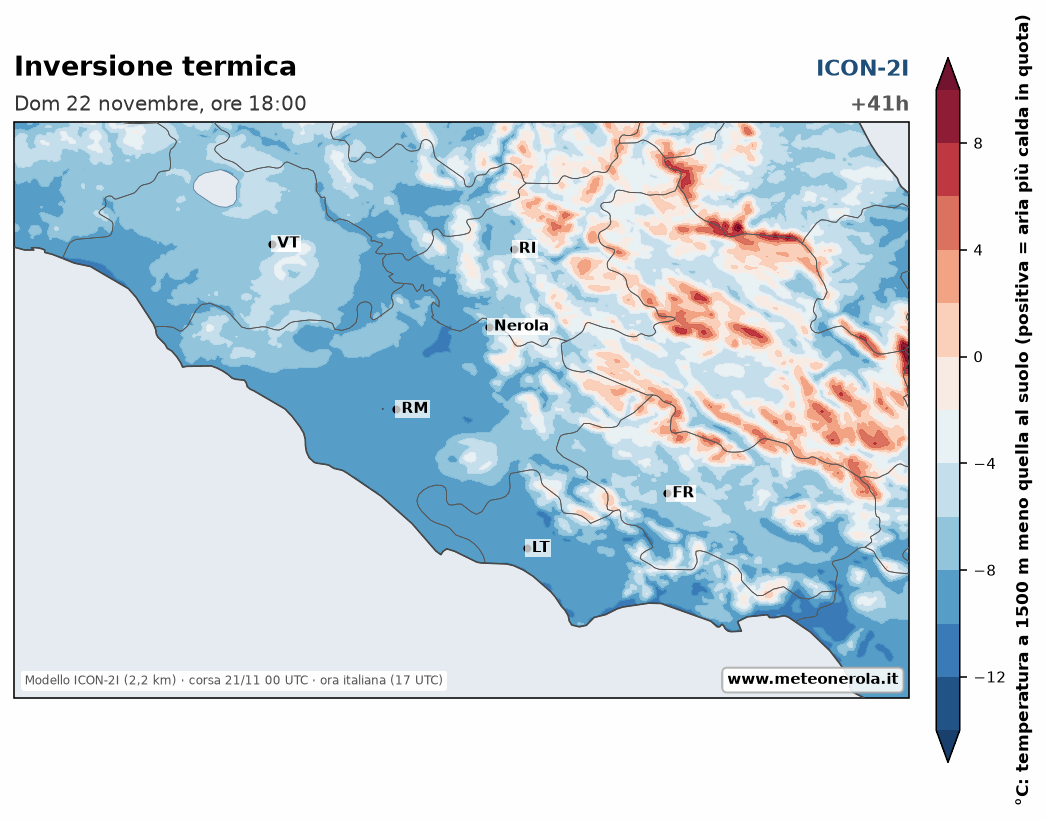 Inversione termica
ICON-2I
Dom 22 novembre, ore 18:00
+41h
VT
RI
Nerola
RM
FR
LT
Modello ICON-2I (2,2 km) · corsa 21/11 00 UTC · ora italiana (17 UTC)
www.meteonerola.it
8
4
0
−4
−8
−12
°C: temperatura a 1500 m meno quella al suolo (positiva = aria più calda in quota)